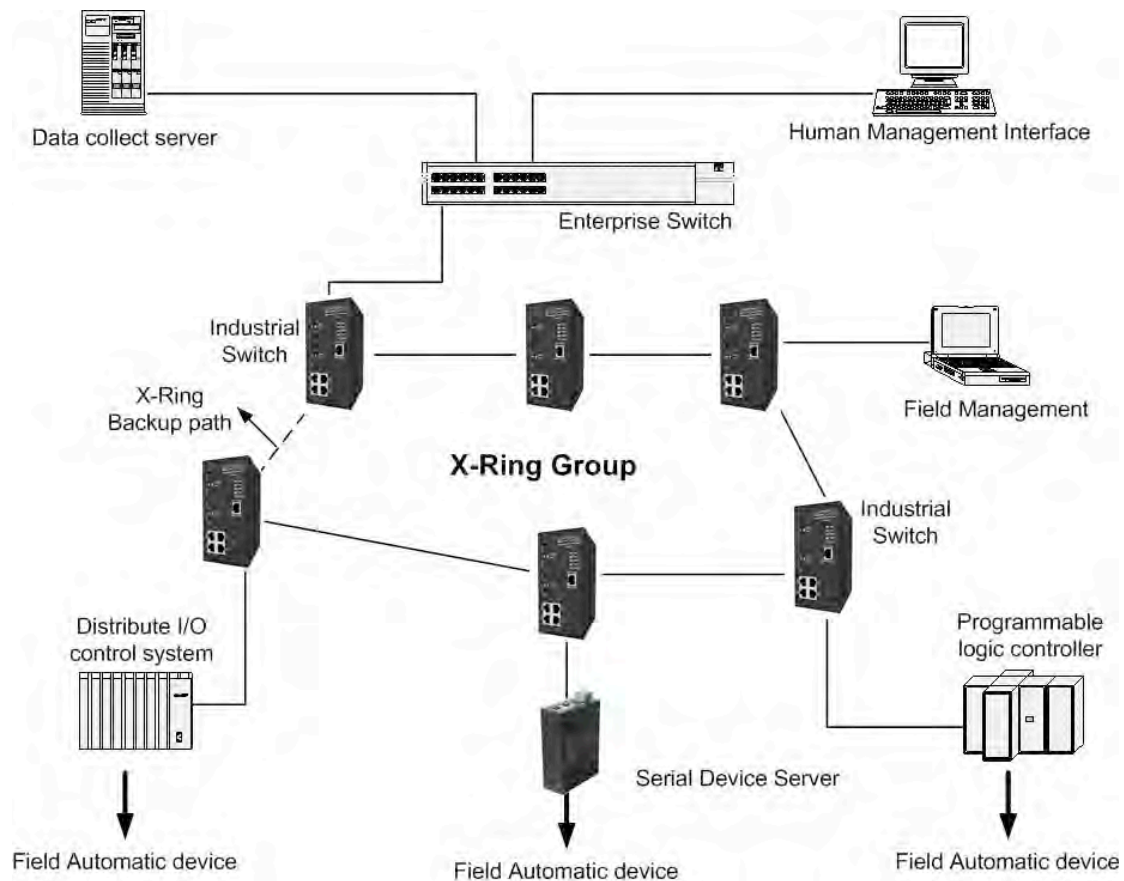 Data collect server
Human Management Interface
Enterprise Switch
Industrial
Switch
X-Ring
Backup path
Field Management
X-Ring Group
Industrial
Switch
Distribute I/O
control system
Programmable
logic controller
Serial Device Server
Field Automatic device
Field Automatic device
Field Automatic device